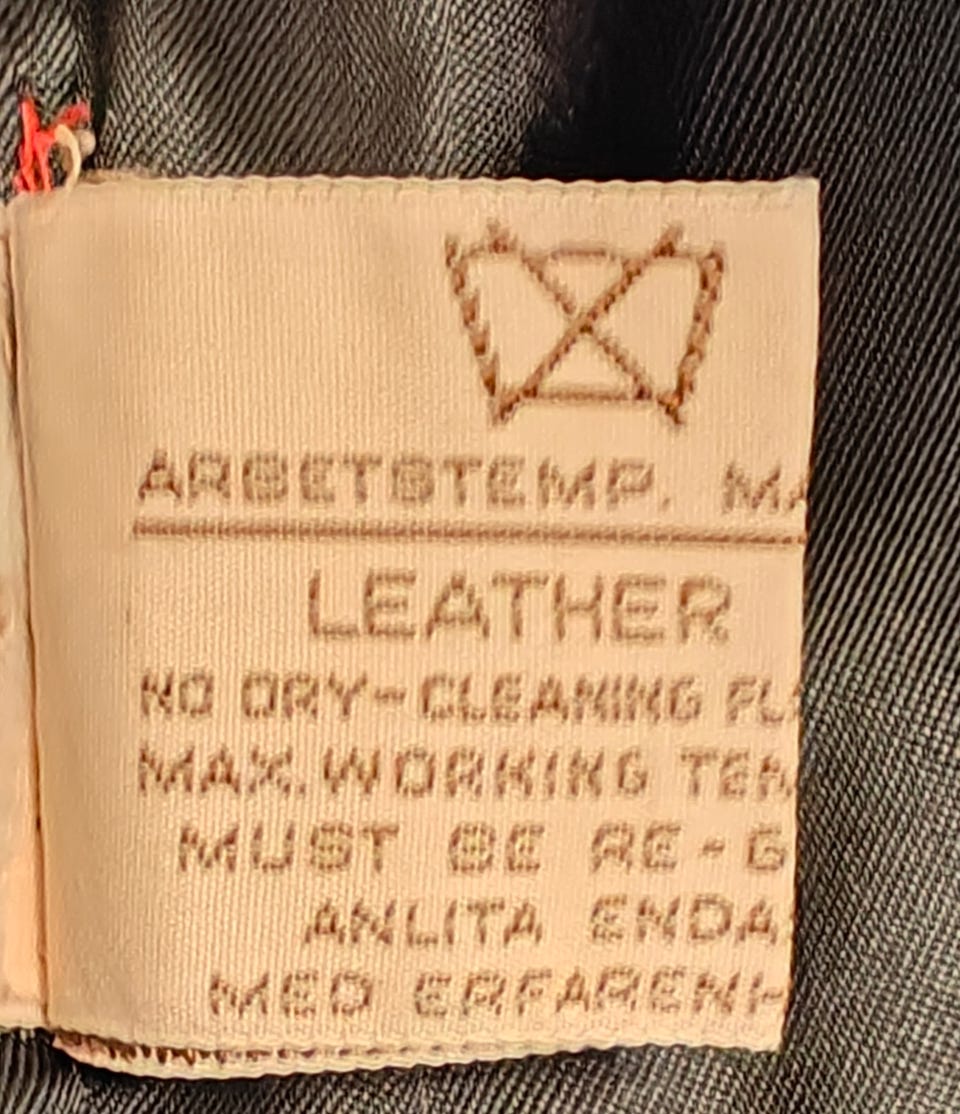 ARBETSTEMP. MA
LEATHER
NO DRY-CLEANING FL
MAX. WORKING TEM
MUST BE RE-G
ANLITA ENDA
MED ERFAREN